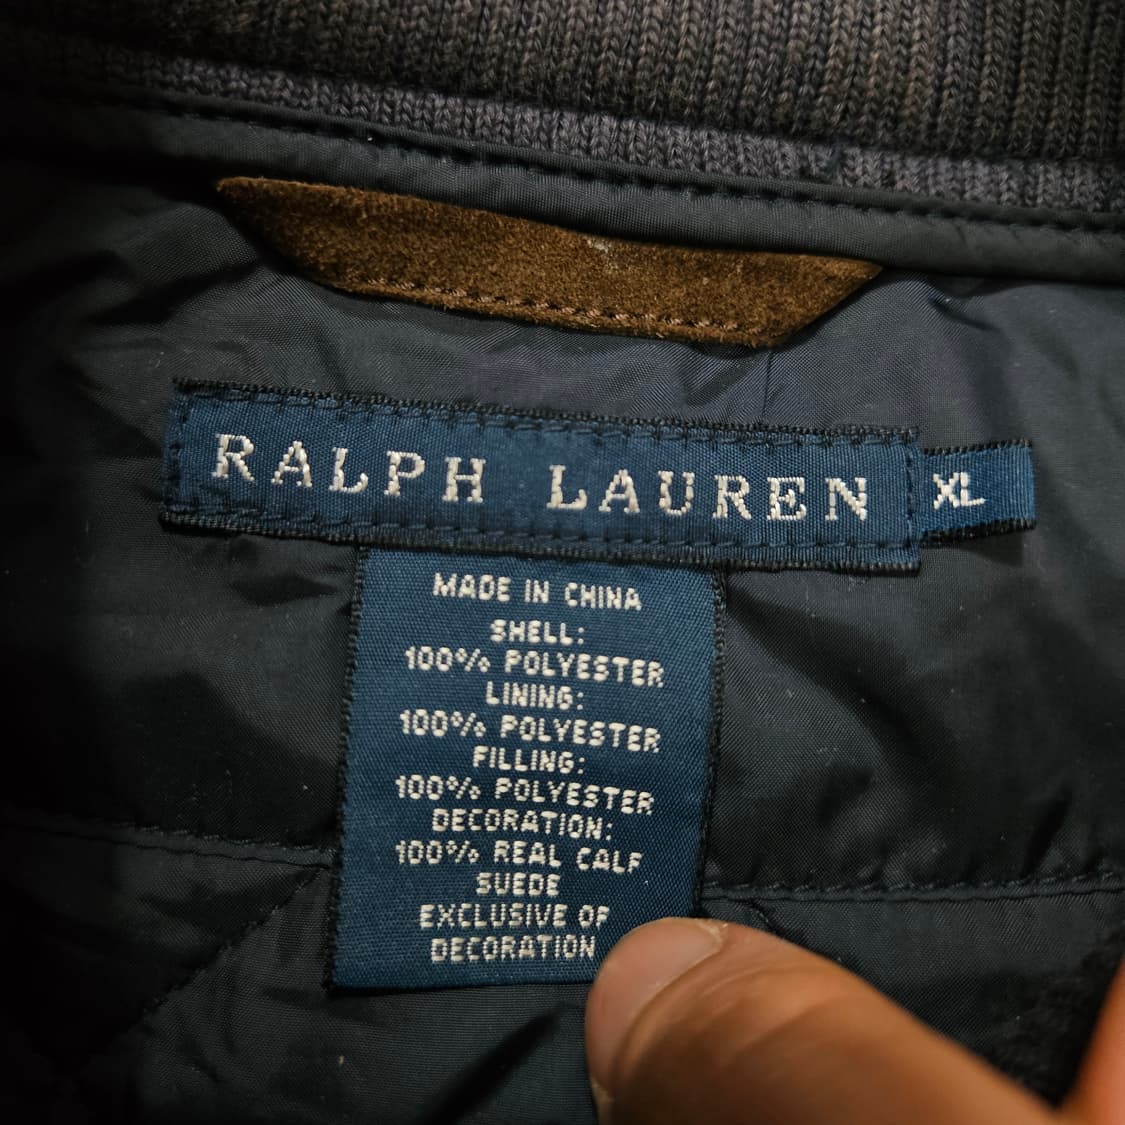 RALPH LAUREN XL
MADE IN CHINA
SHELL:
100% POLYESTER
LINING:
100% POLYESTER
FILLING:
100% POLYESTER
DECORATION:
100% REAL CALF
SUEDE
EXCLUSIVE OF
DECORATION